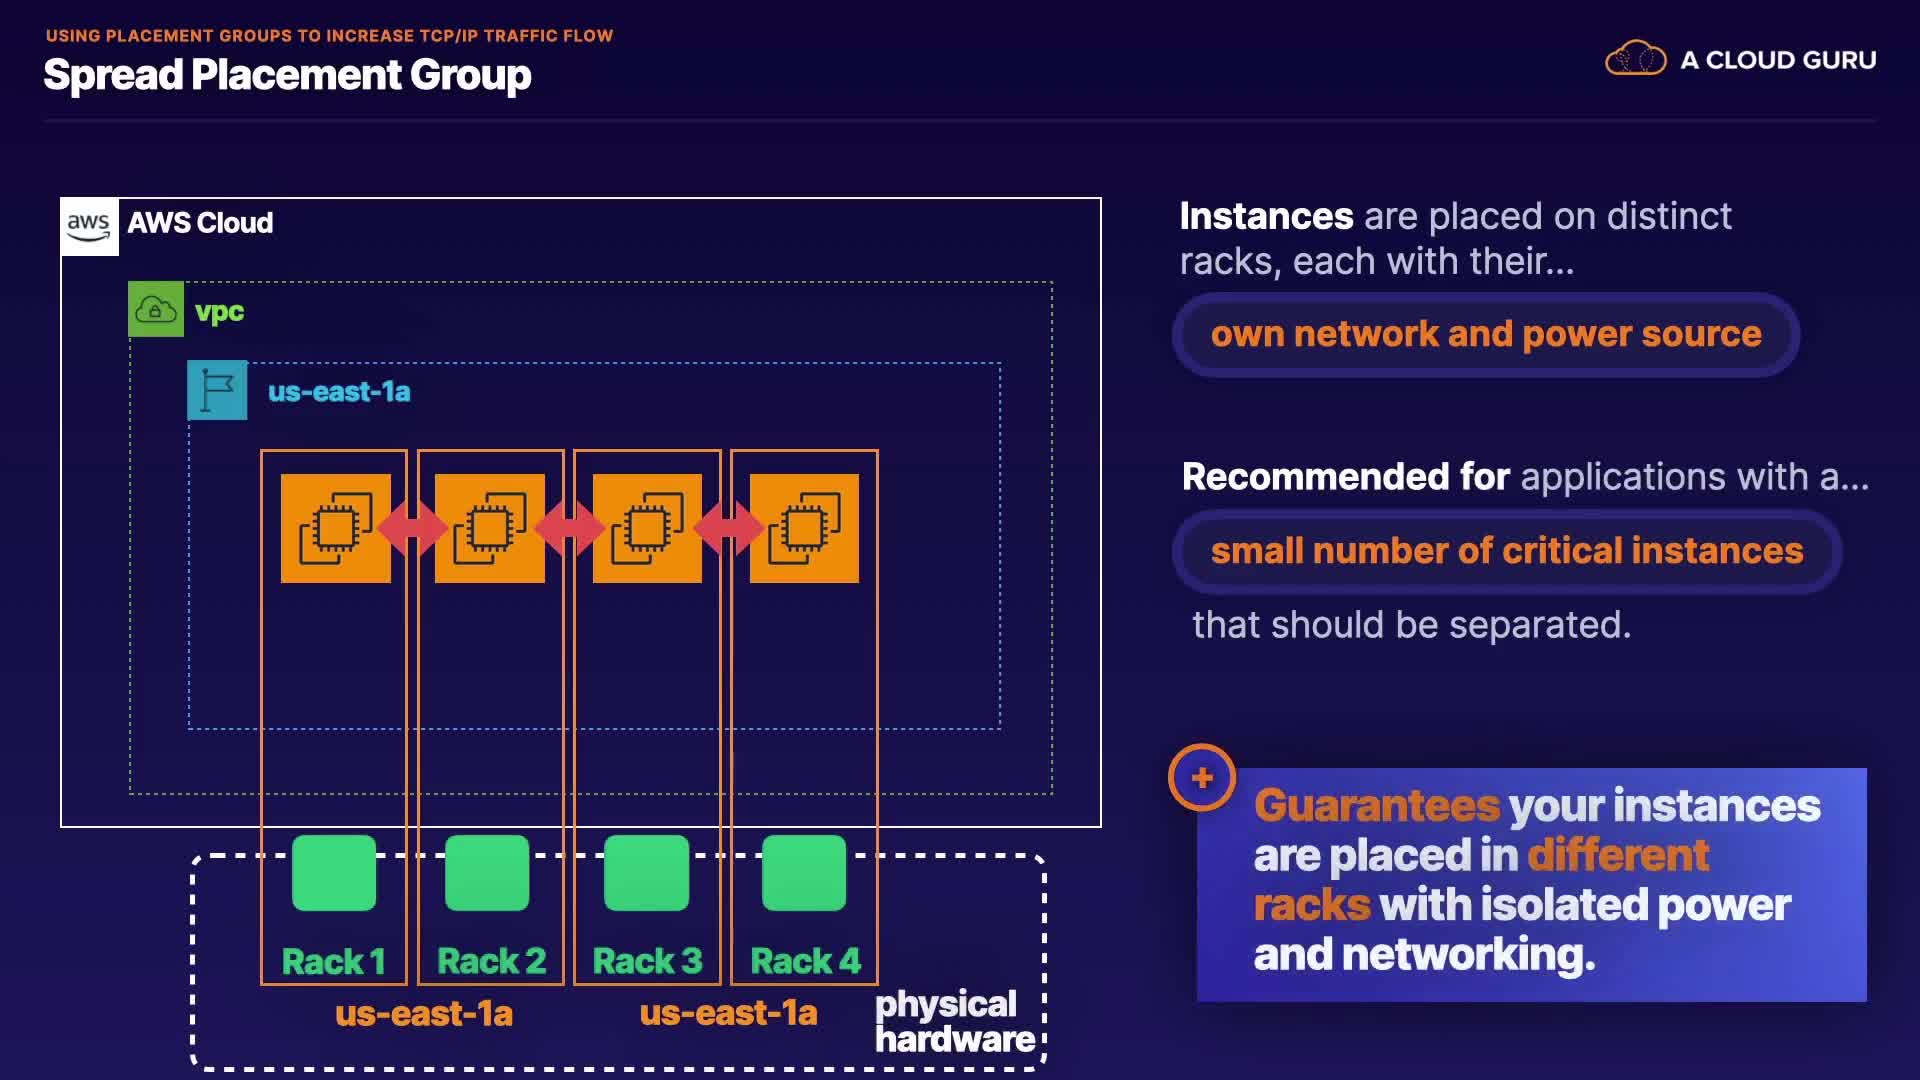 USING PLACEMENT GROUPS TO INCREASE TCP/IP TRAFFIC FLOW
Spread Placement Group
A CLOUD GURU
aws
AWS Cloud
vpc
us-east-1a
Rack 1
Rack 2
Rack 3
Rack 4
us-east-1a
us-east-1a
physical
hardware
Instances are placed on distinct
racks, each with their...
own network and power source
Recommended for applications with a...
small number of critical instances
that should be separated.
+
Guarantees your instances
are placed in different
racks with isolated power
and networking.